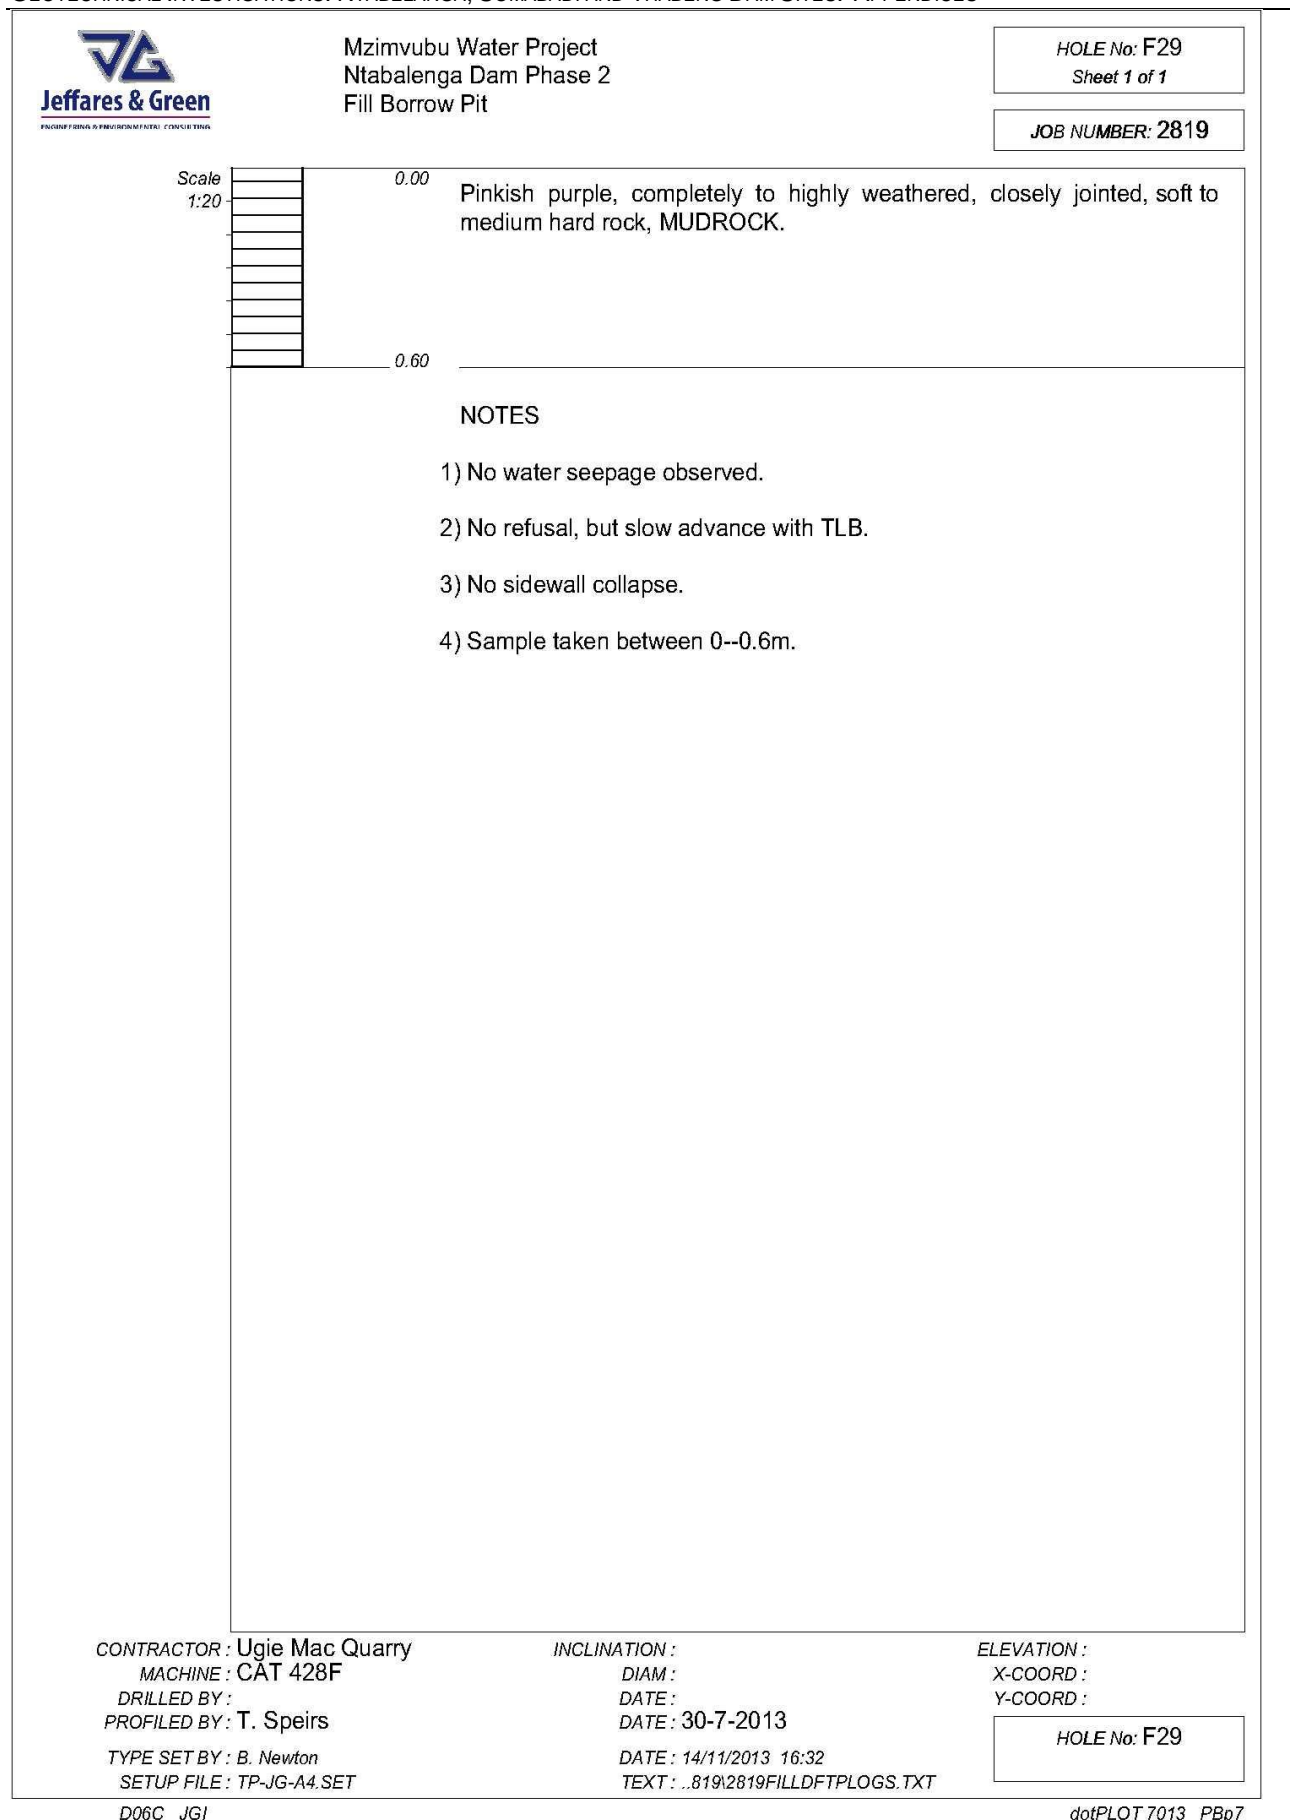 Jeffares & Green
ENGINEERING & ENVIRONMENTAL CONSULTING
Mzimvubu Water Project
Ntabalenga Dam Phase 2
Fill Borrow Pit
HOLE No: F29
Sheet 1 of 1
JOB NUMBER: 2819
Scale
1:20
0.00
Pinkish purple, completely to highly weathered, closely jointed, soft to
medium hard rock, MUDROCK.
0.60
NOTES
1) No water seepage observed.
2) No refusal, but slow advance with TLB.
3) No sidewall collapse.
4) Sample taken between 0--0.6m.
CONTRACTOR : Ugie Mac Quarry
MACHINE : CAT 428F
DRILLED BY :
PROFILED BY : T. Speirs
TYPE SET BY : B. Newton
SETUP FILE : TP-JG-A4.SET
INCLINATION :
DIAM :
DATE :
DATE : 30-7-2013
DATE : 14/11/2013 16:32
TEXT : ..819\2819FILLDFTPLOGS.TXT
ELEVATION :
X-COORD :
Y-COORD :
HOLE No: F29
D06C JGI
dotPLOT 7013 PBp7